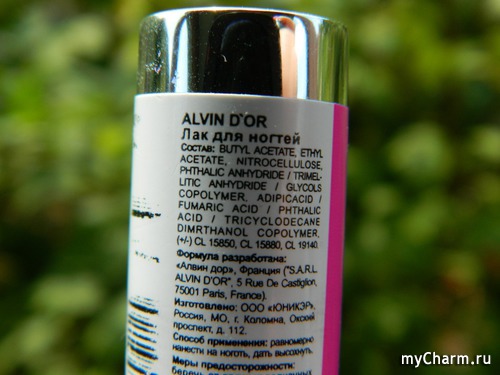 ALVIN D'OR
Лак для ногтей
Состав: BUTYL ACETATE, ETHYL
ACETATE, NITROCELLULOSE,
PHTHALIC ANHYDRIDE / TRIMEL-
LITIC ANHYDRIDE / GLYCOLS
COPOLYMER, ADIPICACID /
FUMARIC ACID / PHTHALIC
ACID / TRICYCLODECANE
DIMRTHANOL COPOLYMER,
(+/-) CL 15850, CL 15880, CL 19140.
Формула разработана:
«Алвин дор», Франция ("S.A.R.L.
ALVIN D'OR", 5 Rue De Castiglion,
75001 Paris, France).
Изготовлено: ООО «ЮНИКЭР»,
Россия, МО, г. Коломна, Окский
проспект, д. 112.
Способ применения: равномерно
нанести на ноготь, дать высохнуть.
Меры предосторожности:
myCharm.ru